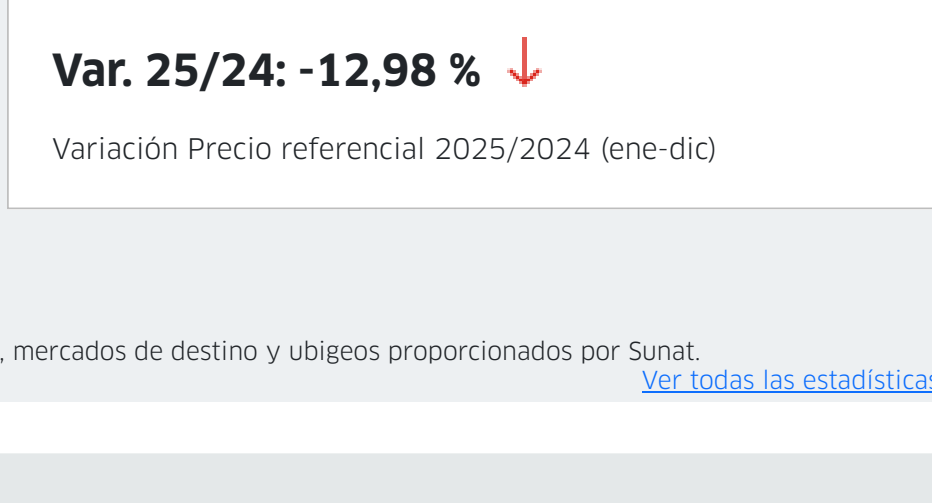 Var. 25/24: -12,98 %
Variación Precio referencial 2025/2024 (ene-dic)
, mercados de destino y ubigeos proporcionados por Sunat.
Ver todas las estadísticas